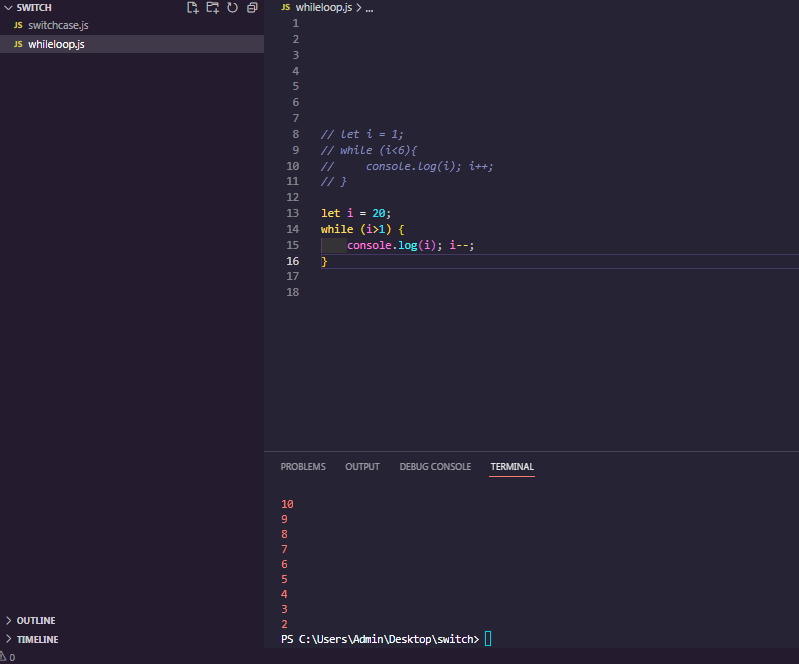 SWITCH
JS switchcase.js
JS whileloop.js
OUTLINE
TIMELINE
0
JS whileloop.js > ...
1
2
3
4
5
6
7
8 // let i = 1;
9 // while (i<6){
10 //     console.log(i); i++;
11 // }
12
13 let i = 20;
14 while (i>1) {
15     console.log(i); i--;
16 }
17
18
PROBLEMS OUTPUT DEBUG CONSOLE TERMINAL
10
9
8
7
6
5
4
3
2
PS C:\Users\Admin\Desktop\switch>